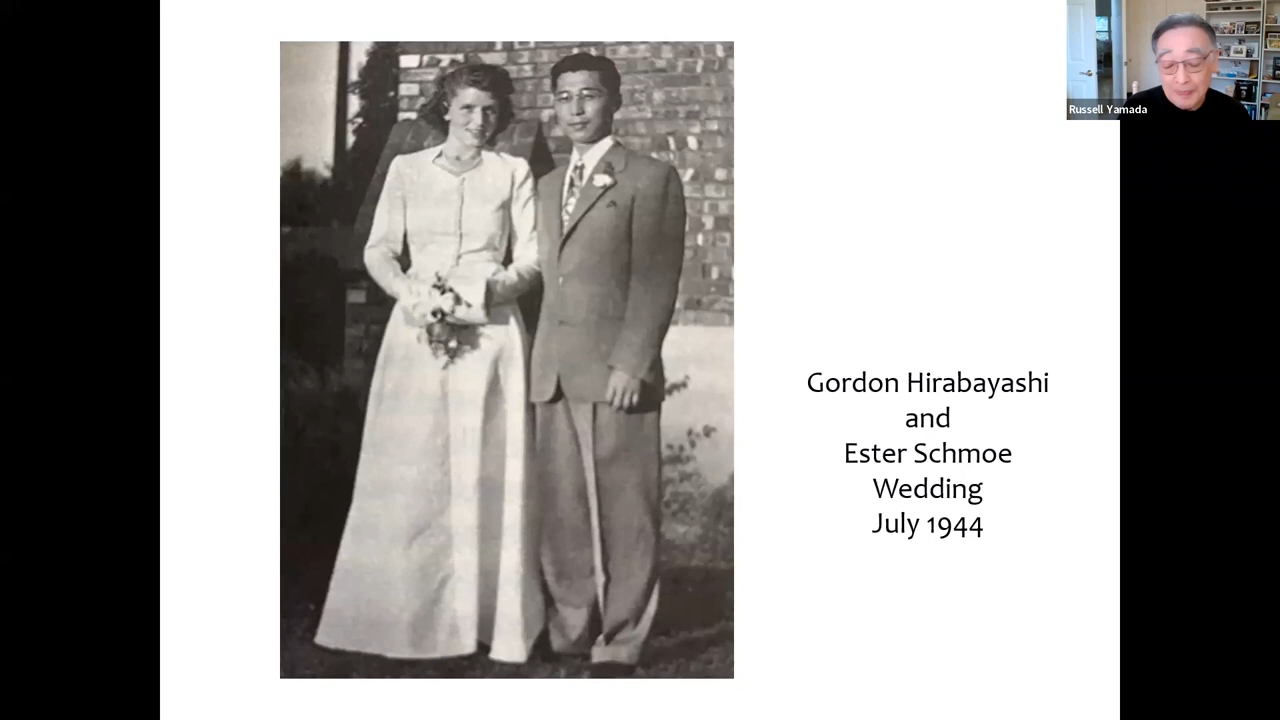 Russell Yamada
Gordon Hirabayashi
and
Ester Schmoe
Wedding
July 1944